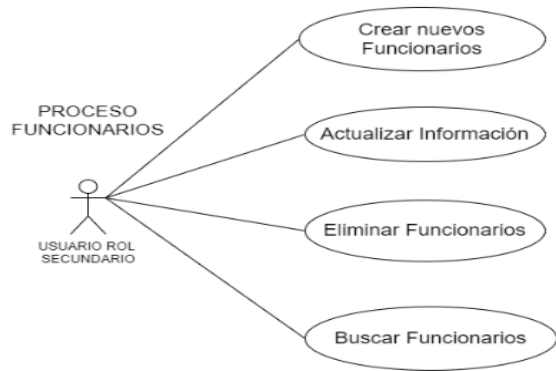 Crear nuevos
Funcionarios
PROCESO
FUNCIONARIOS
Actualizar Información
USUARIO ROL
SECUNDARIO
Eliminar Funcionarios
Buscar Funcionarios